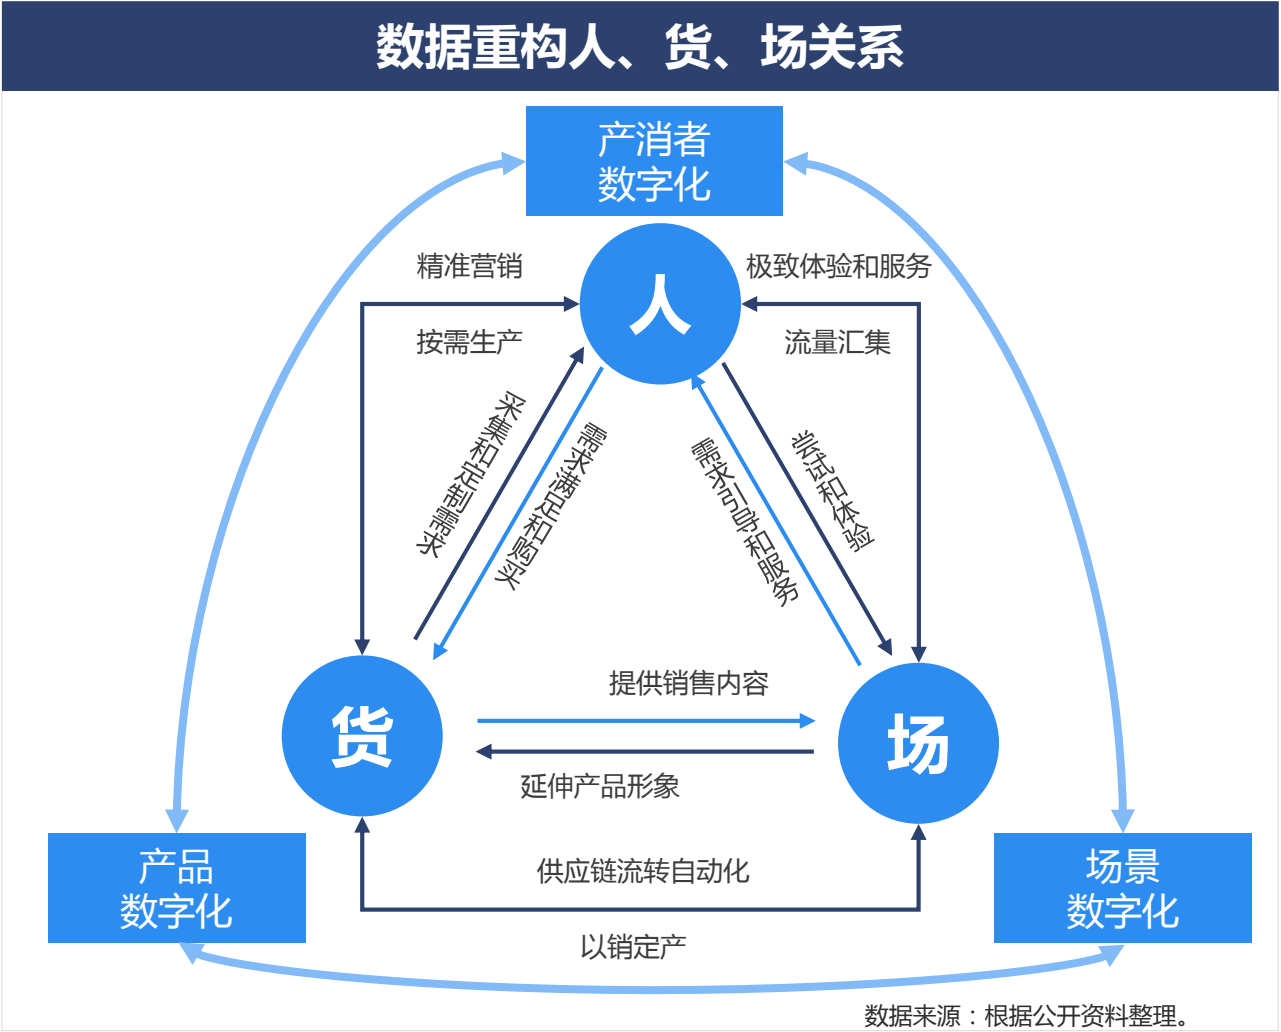 数据重构人、货、场关系
产消者
数字化
人
精准营销
按需生产
极致体验和服务
流量汇集
采集和定制需求
需求满足和购买
需求引导和服务
尝试和体验
货
场
提供销售内容
延伸产品形象
产品
数字化
供应链流转自动化
以销定产
场景
数字化
数据来源：根据公开资料整理。